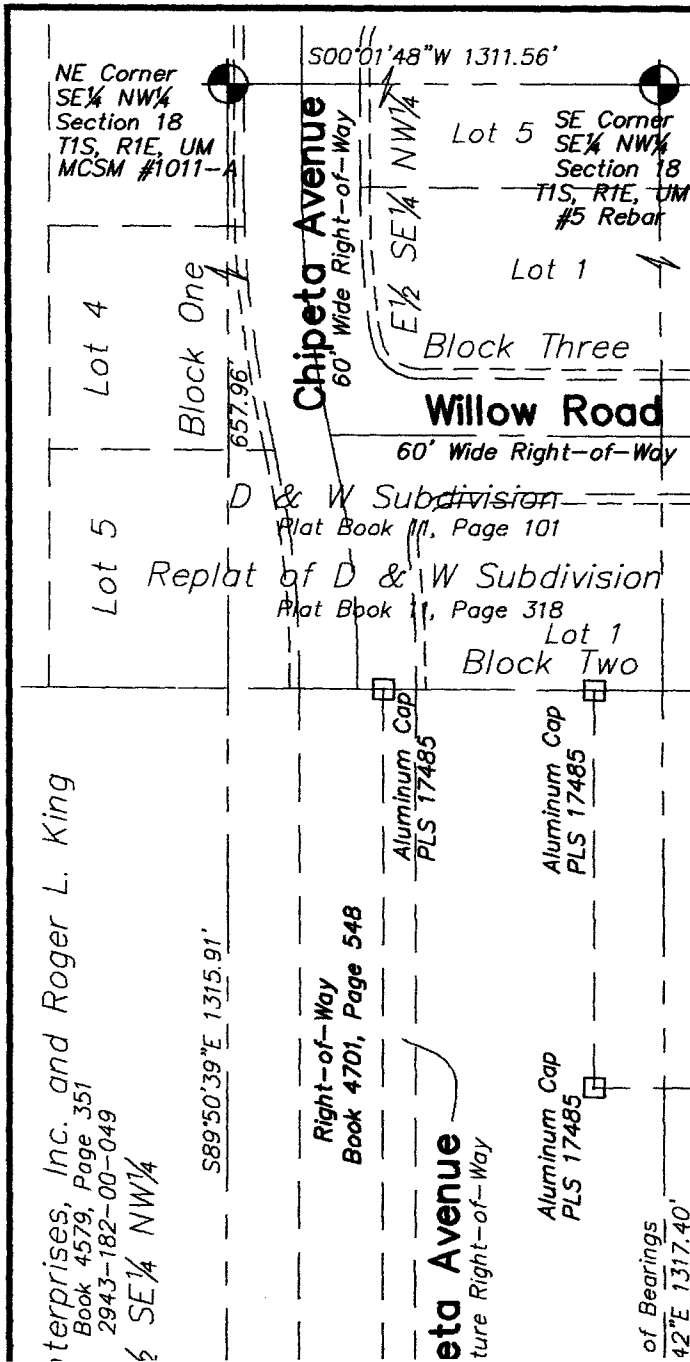 S00°01'48"W 1311.56'
NE Corner
SE¼ NW¼
Section 18
T1S, R1E, UM
MCSM #1011-A
Chipeta Avenue
60' Wide Right-of-Way
E½ SE¼ NW¼
Lot 5
SE Corner
SE¼ NW¼
Section 18
T1S, R1E, UM
#5 Rebar
Lot 1
Lot 4
Block One
657.96'
Block Three
Willow Road
60' Wide Right-of-Way
D & W Subdivision
Plat Book 11, Page 101
Lot 5
Replat of D & W Subdivision
Plat Book 11, Page 318
Lot 1
Block Two
Aluminum Cap
PLS 17485
Aluminum Cap
PLS 17485
nterprises, Inc. and Roger L. King
Book 4579, Page 351
2943-182-00-049
½ SE¼ NW¼
S89°50'39"E 1315.91'
Right-of-Way
Book 4701, Page 548
eta Avenue
ture Right-of-Way
Aluminum Cap
PLS 17485
of Bearings
42"E 1317.40'